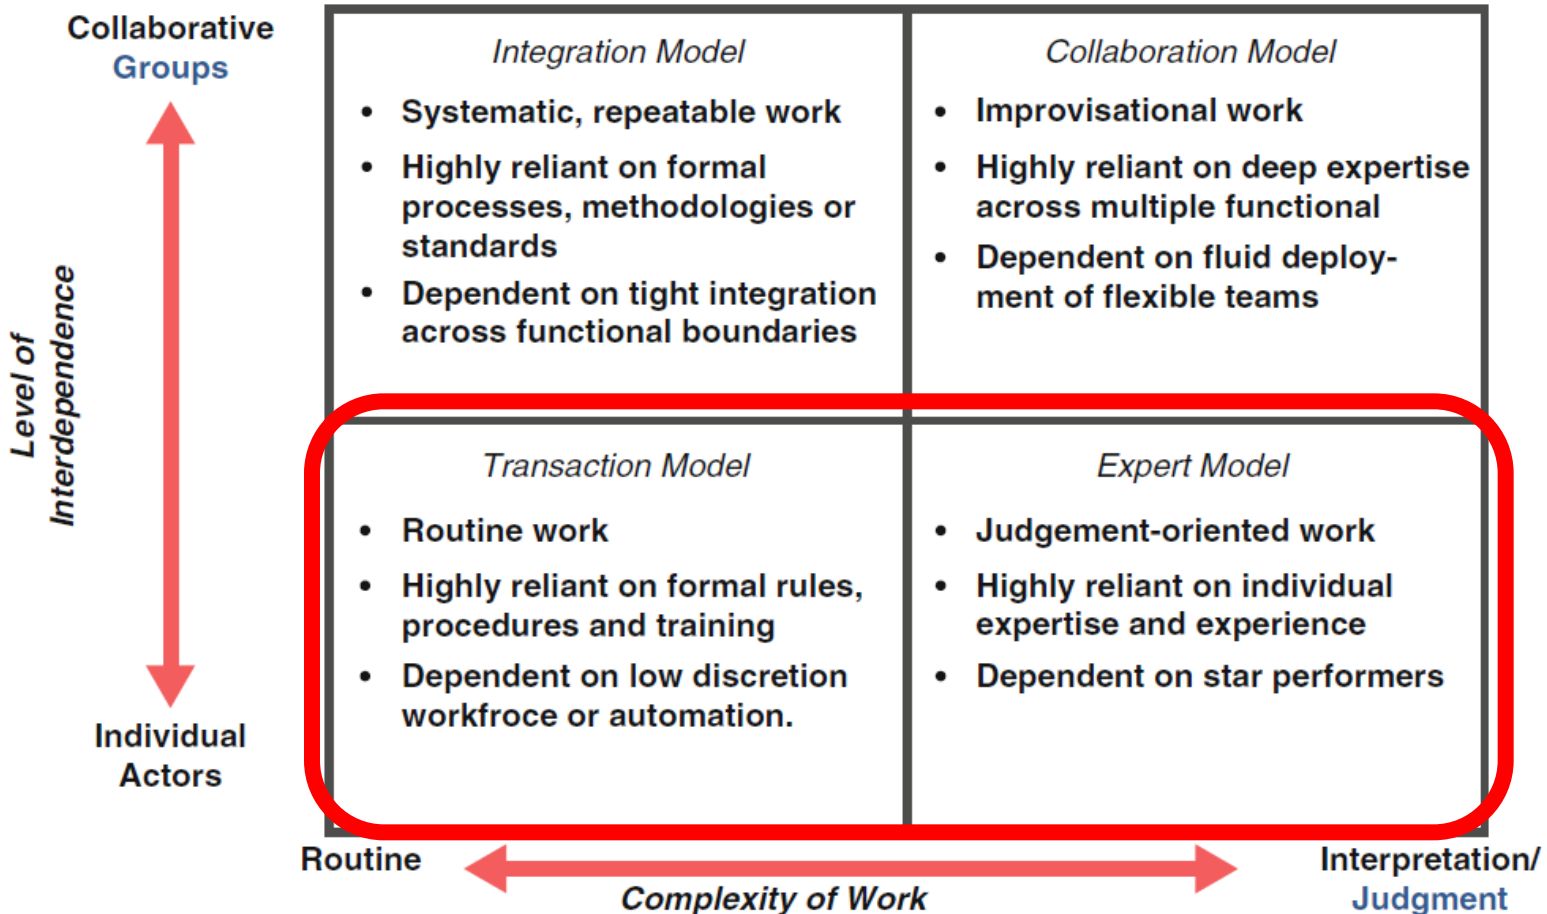 Collaborative
Groups
Level of
Interdependence
Individual
Actors
Integration Model
• Systematic, repeatable work
• Highly reliant on formal
processes, methodologies or
standards
• Dependent on tight integration
across functional boundaries
Collaboration Model
• Improvisational work
• Highly reliant on deep expertise
across multiple functional
• Dependent on fluid deploy-
ment of flexible teams
Transaction Model
• Routine work
• Highly reliant on formal rules,
procedures and training
• Dependent on low discretion
workfroce or automation.
Expert Model
• Judgement-oriented work
• Highly reliant on individual
expertise and experience
• Dependent on star performers
Routine
Complexity of Work
Interpretation/
Judgment